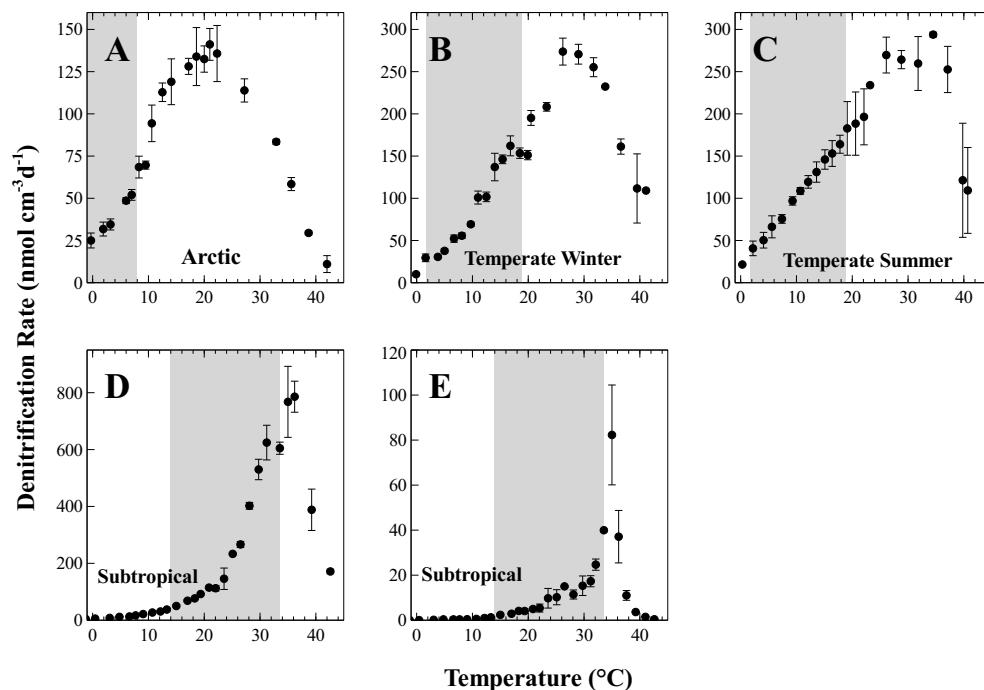 A
150
125
100
75
50
25
0
Arctic
0 10 20 30 40
B
300
250
200
150
100
50
0
Temperate Winter
0 10 20 30 40
C
300
250
200
150
100
50
0
Temperate Summer
0 10 20 30 40
D
800
600
400
200
0
Subtropical
0 10 20 30 40
E
120
100
80
60
40
20
0
Subtropical
0 10 20 30 40
Denitrification Rate (nmol cm⁻³d⁻¹)
Temperature (°C)